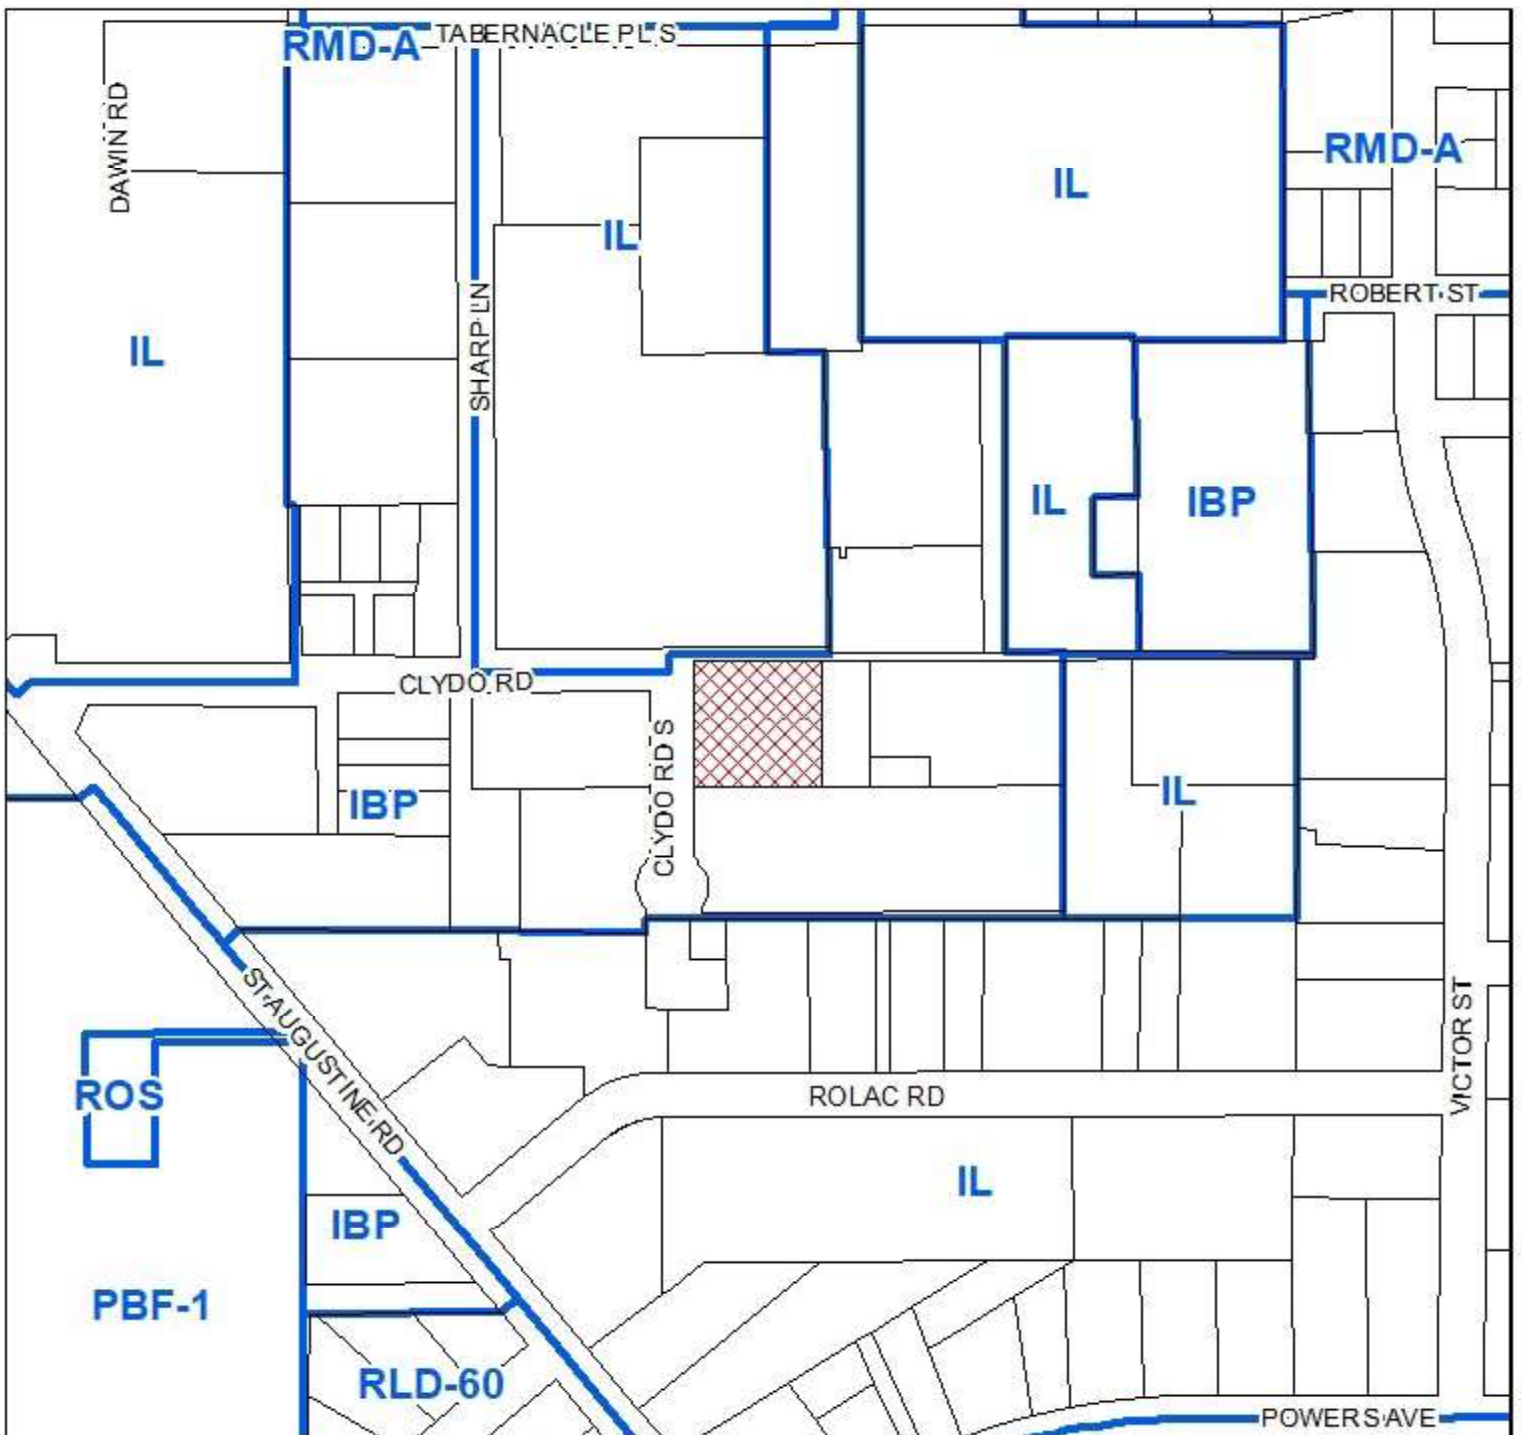 TABERNACLE PL S
RMD-A
DAWIN RD
RMD-A
IL
IL
ROBERT ST
SHARP LN
IL
IL
IBP
CLYDO RD
CLYDO RD S
IBP
IL
ST AUGUSTINE RD
VICTOR ST
ROS
ROLAC RD
IL
IBP
PBF-1
RLD-60
POWERS AVE